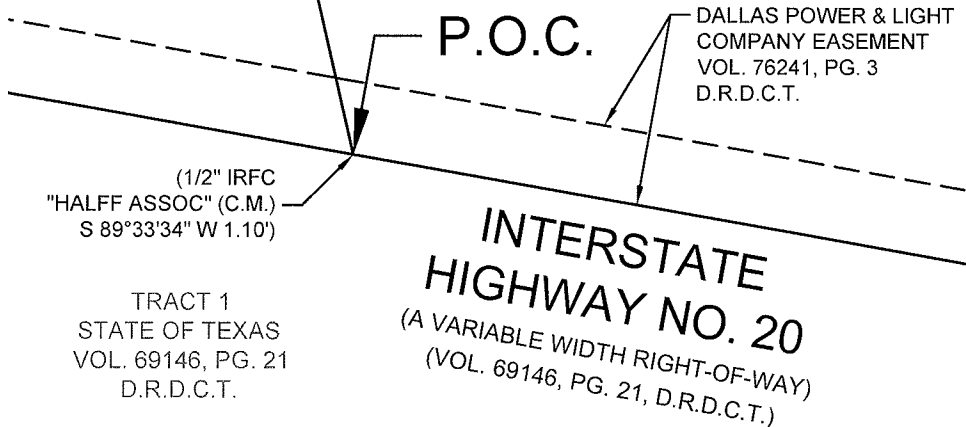 P.O.C.
DALLAS POWER & LIGHT
COMPANY EASEMENT
VOL. 76241, PG. 3
D.R.D.C.T.
(1/2" IRFC
"HALFF ASSOC" (C.M.)
S 89°33'34" W 1.10')
INTERSTATE
HIGHWAY NO. 20
(A VARIABLE WIDTH RIGHT-OF-WAY)
(VOL. 69146, PG. 21, D.R.D.C.T.)
TRACT 1
STATE OF TEXAS
VOL. 69146, PG. 21
D.R.D.C.T.